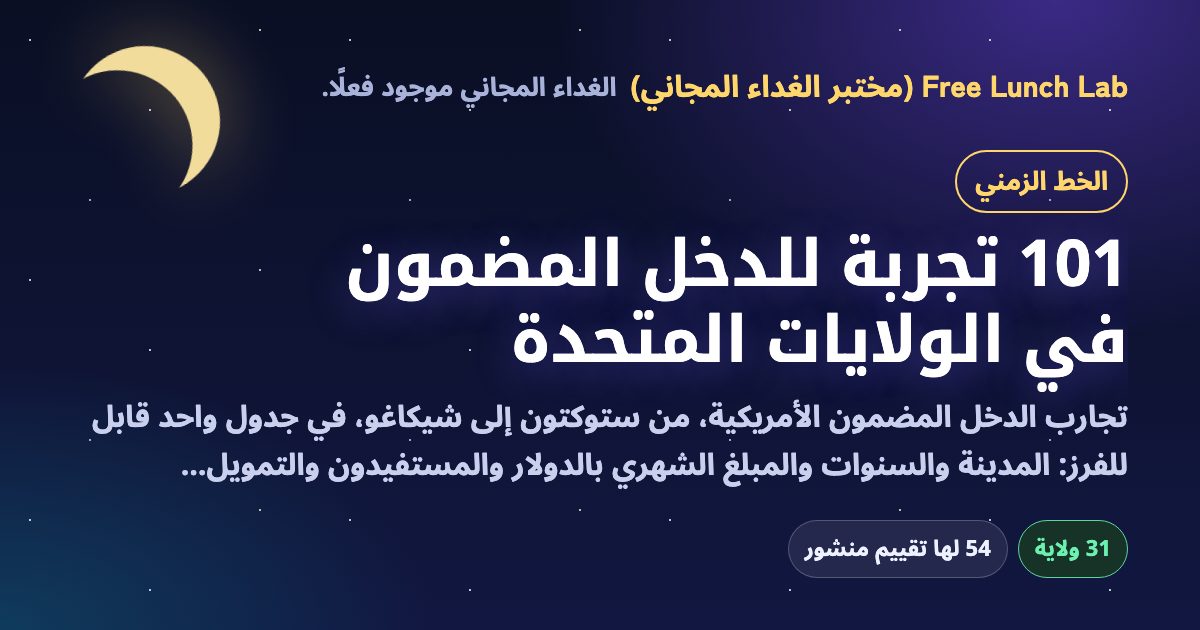 Free Lunch Lab (مختبر الغداء المجاني) الغداء المجاني موجود فعلًا.
الخط الزمني
101 تجربة للدخل المضمون
في الولايات المتحدة
تجارب الدخل المضمون الأمريكية، من ستوكتون إلى شيكاغو، في جدول واحد قابل
للفرز: المدينة والسنوات والمبلغ الشهري بالدولار والمستفيدون والتمويل...
31 ولاية
54 لها تقييم منشور